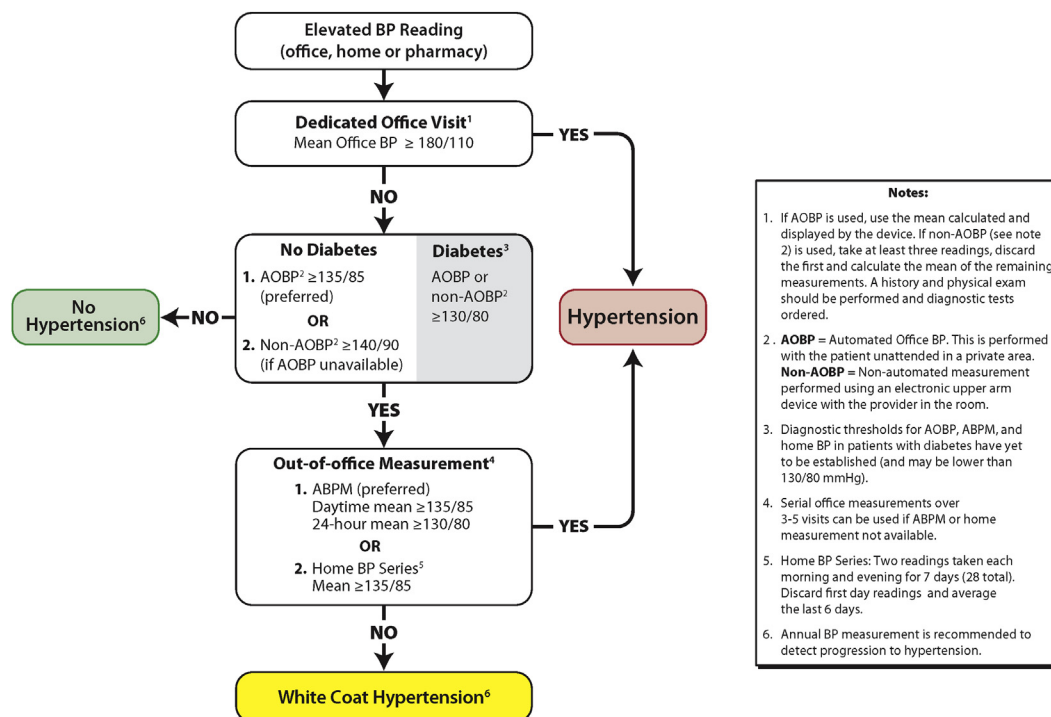 Elevated BP Reading
(office, home or pharmacy)
Dedicated Office Visit¹
Mean Office BP ≥ 180/110
YES
NO
No Diabetes
1. AOBP² ≥135/85
(preferred)
OR
2. Non-AOBP² ≥140/90
(if AOBP unavailable)
Diabetes³
AOBP or
non-AOBP²
≥130/80
NO
No
Hypertension⁶
Hypertension
YES
Out-of-office Measurement⁴
1. ABPM (preferred)
Daytime mean ≥135/85
24-hour mean ≥130/80
OR
2. Home BP Series⁵
Mean ≥135/85
YES
NO
White Coat Hypertension⁶
Notes:
1. If AOBP is used, use the mean calculated and
displayed by the device. If non-AOBP (see note
2) is used, take at least three readings, discard
the first and calculate the mean of the remaining
measurements. A history and physical exam
should be performed and diagnostic tests
ordered.
2. AOBP = Automated Office BP. This is performed
with the patient unattended in a private area.
Non-AOBP = Non-automated measurement
performed using an electronic upper arm
device with the provider in the room.
3. Diagnostic thresholds for AOBP, ABPM, and
home BP in patients with diabetes have yet
to be established (and may be lower than
130/80 mmHg).
4. Serial office measurements over
3-5 visits can be used if ABPM or home
measurement not available.
5. Home BP Series: Two readings taken each
morning and evening for 7 days (28 total).
Discard first day readings and average
the last 6 days.
6. Annual BP measurement is recommended to
detect progression to hypertension.